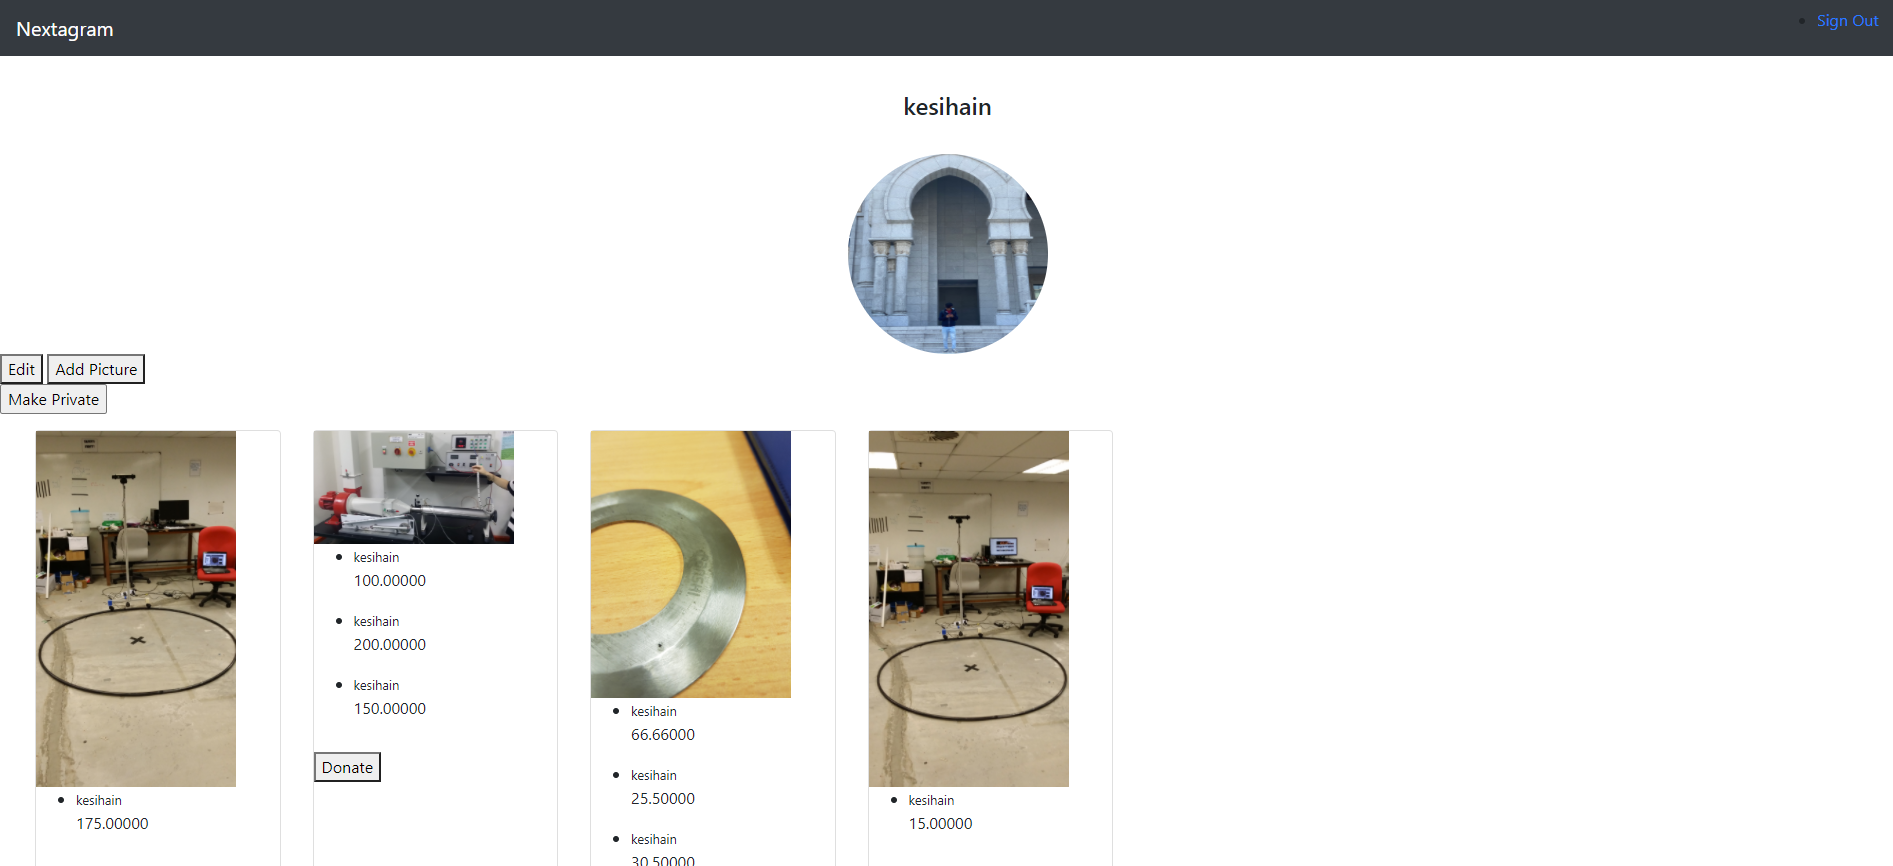 Nextagram
Sign Out
kesihain
Edit
Add Picture
Make Private
kesihain
175.00000
kesihain
100.00000
kesihain
200.00000
kesihain
150.00000
Donate
kesihain
66.66000
kesihain
25.50000
kesihain
30.50000
kesihain
15.00000